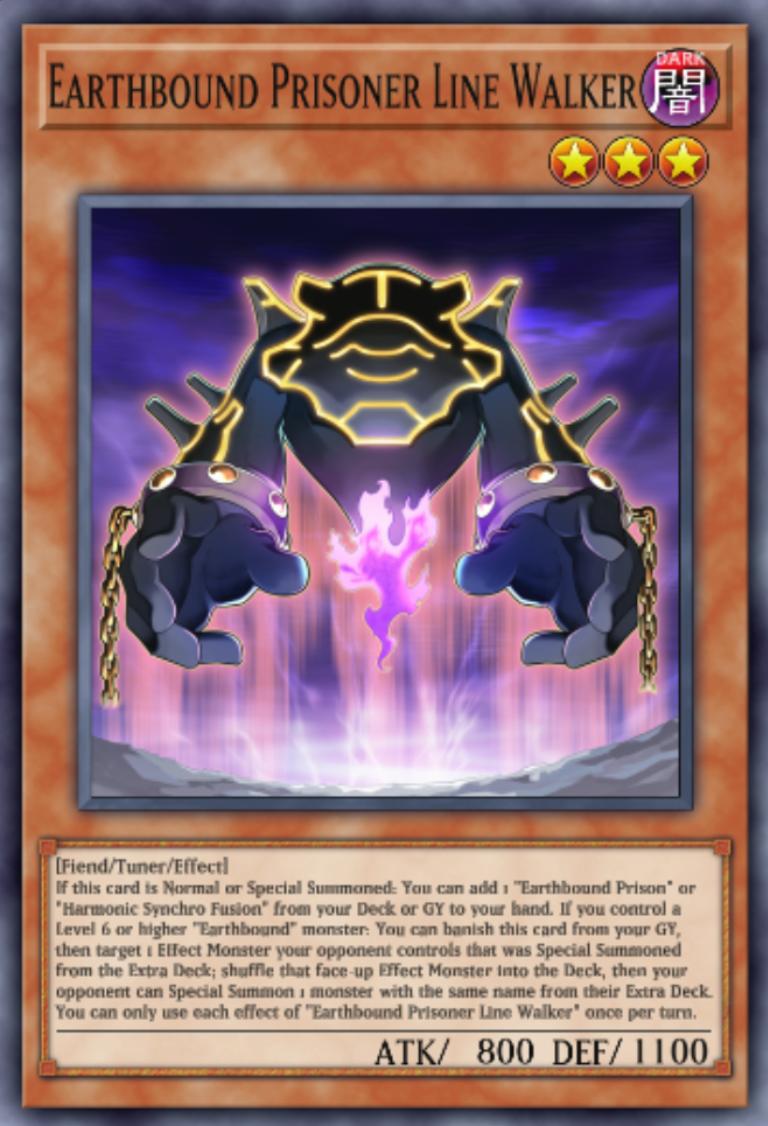 EARTHBOUND PRISONER LINE WALKER
DARK
闇
[Fiend/Tuner/Effect]
If this card is Normal or Special Summoned: You can add 1 "Earthbound Prison" or
"Harmonic Synchro Fusion" from your Deck or GY to your hand. If you control a
Level 6 or higher "Earthbound" monster: You can banish this card from your GY,
then target 1 Effect Monster your opponent controls that was Special Summoned
from the Extra Deck; shuffle that face-up Effect Monster into the Deck, then your
opponent can Special Summon 1 monster with the same name from their Extra Deck.
You can only use each effect of "Earthbound Prisoner Line Walker" once per turn.
ATK/ 800 DEF/ 1100